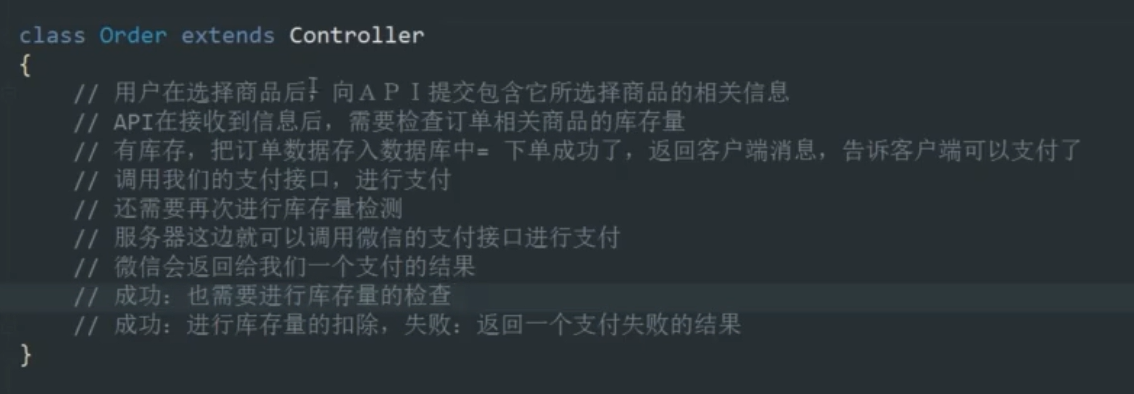 class Order extends Controller
{
// 用户在选择商品后，向ＡＰＩ提交包含它所选择商品的相关信息
// API在接收到信息后，需要检查订单相关商品的库存量
// 有库存，把订单数据存入数据库中= 下单成功了，返回客户端消息，告诉客户端可以支付了
// 调用我们的支付接口，进行支付
// 还需要再次进行库存量检测
// 服务器这边就可以调用微信的支付接口进行支付
// 微信会返回给我们一个支付的结果
// 成功：也需要进行库存量的检查
// 成功：进行库存量的扣除，失败：返回一个支付失败的结果
}